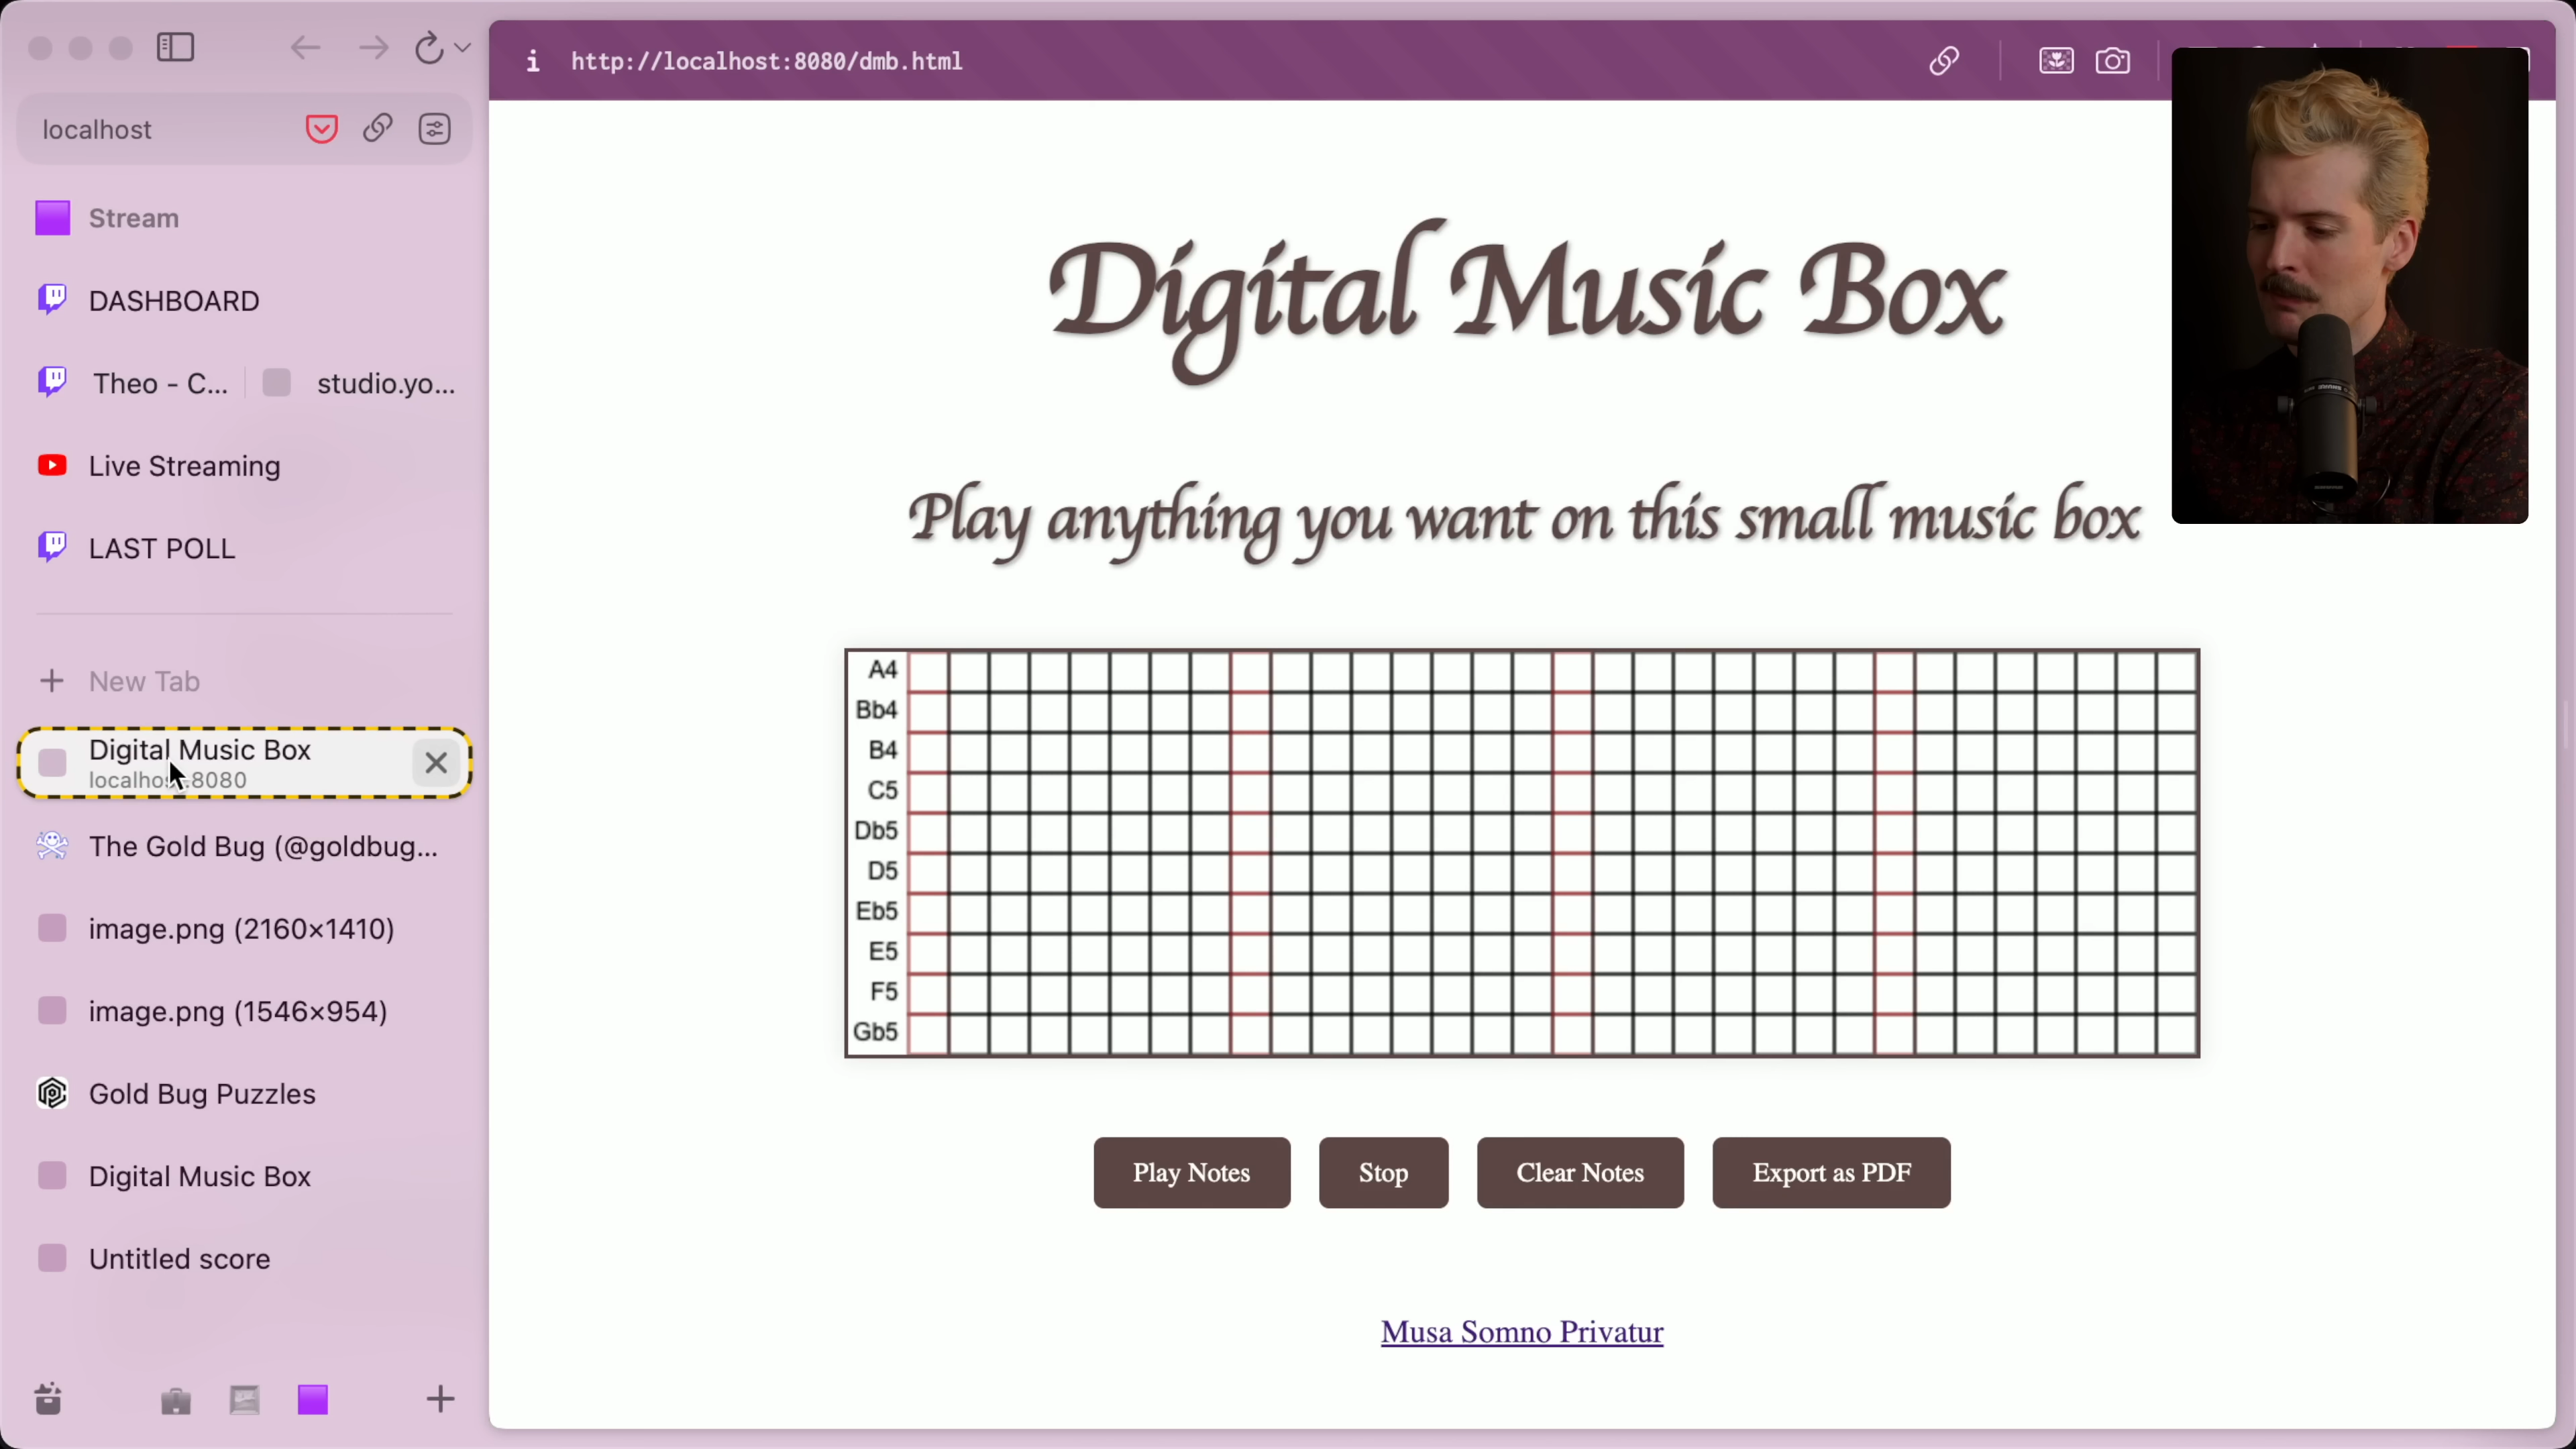 localhost
Stream
DASHBOARD
Theo - C... studio.yo...
Live Streaming
LAST POLL
New Tab
Digital Music Box
localhost:8080
The Gold Bug (@goldbug...
image.png (2160×1410)
image.png (1546×954)
Gold Bug Puzzles
Digital Music Box
Untitled score
http://localhost:8080/dmb.html
Digital Music Box
Play anything you want on this small music box
A4
Bb4
B4
C5
Db5
D5
Eb5
E5
F5
Gb5
Play Notes Stop Clear Notes Export as PDF
Musa Somno Privatur